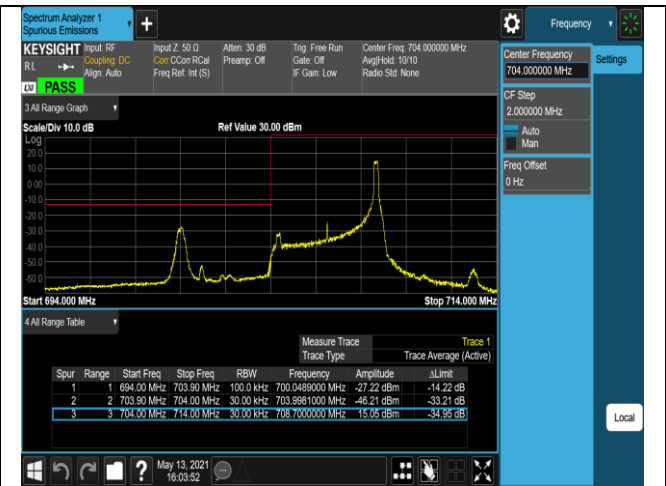 Spectrum Analyzer 1
Spurious Emissions
+
Frequency
KEYSIGHT
RL
Input: RF
Coupling: DC
Align: Auto
Input Z: 50 Ω
Corr CCorr RCal
Freq Ref: Int (S)
Atten: 30 dB
Preamp: Off
Trig: Free Run
Gate: Off
IF Gain: Low
Center Freq: 704.000000 MHz
Avg|Hold: 10/10
Radio Std: None
LXI PASS
Center Frequency
704.000000 MHz
Settings
CF Step
2.000000 MHz
Auto
Man
Freq Offset
0 Hz
3 All Range Graph
Scale/Div 10.0 dB
Ref Value 30.00 dBm
Log
20.0
10.0
0.00
-10.0
-20.0
-30.0
-40.0
-50.0
-60.0
Start 694.000 MHz
Stop 714.000 MHz
4 All Range Table
Measure Trace Trace 1
Trace Type Trace Average (Active)
Spur Range Start Freq Stop Freq RBW Frequency Amplitude ΔLimit
1 1 694.00 MHz 703.90 MHz 100.0 kHz 700.0489000 MHz -27.22 dBm -14.22 dB
2 2 703.90 MHz 704.00 MHz 30.00 kHz 703.9981000 MHz -46.21 dBm -33.21 dB
3 3 704.00 MHz 714.00 MHz 30.00 kHz 708.7000000 MHz 15.05 dBm -34.95 dB
Local
?
May 13, 2021
16:03:52